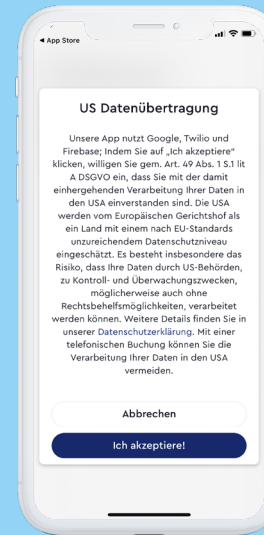 App Store
US Datenübertragung
Unsere App nutzt Google, Twilio und
Firebase; Indem Sie auf „Ich akzeptiere“
klicken, willigen Sie gem. Art. 49 Abs. 1 S.1 lit
A DSGVO ein, dass Sie mit der damit
einhergehenden Verarbeitung Ihrer Daten in
den USA einverstanden sind. Die USA
werden vom Europäischen Gerichtshof als
ein Land mit einem nach EU-Standards
unzureichendem Datenschutzniveau
eingeschätzt. Es besteht insbesondere das
Risiko, dass Ihre Daten durch US-Behörden,
zu Kontroll- und Überwachungszwecken,
möglicherweise auch ohne
Rechtsbehelfsmöglichkeiten, verarbeitet
werden können. Weitere Details finden Sie in
unserer Datenschutzerklärung. Mit einer
telefonischen Buchung können Sie die
Verarbeitung Ihrer Daten in den USA
vermeiden.
Abbrechen
Ich akzeptiere!